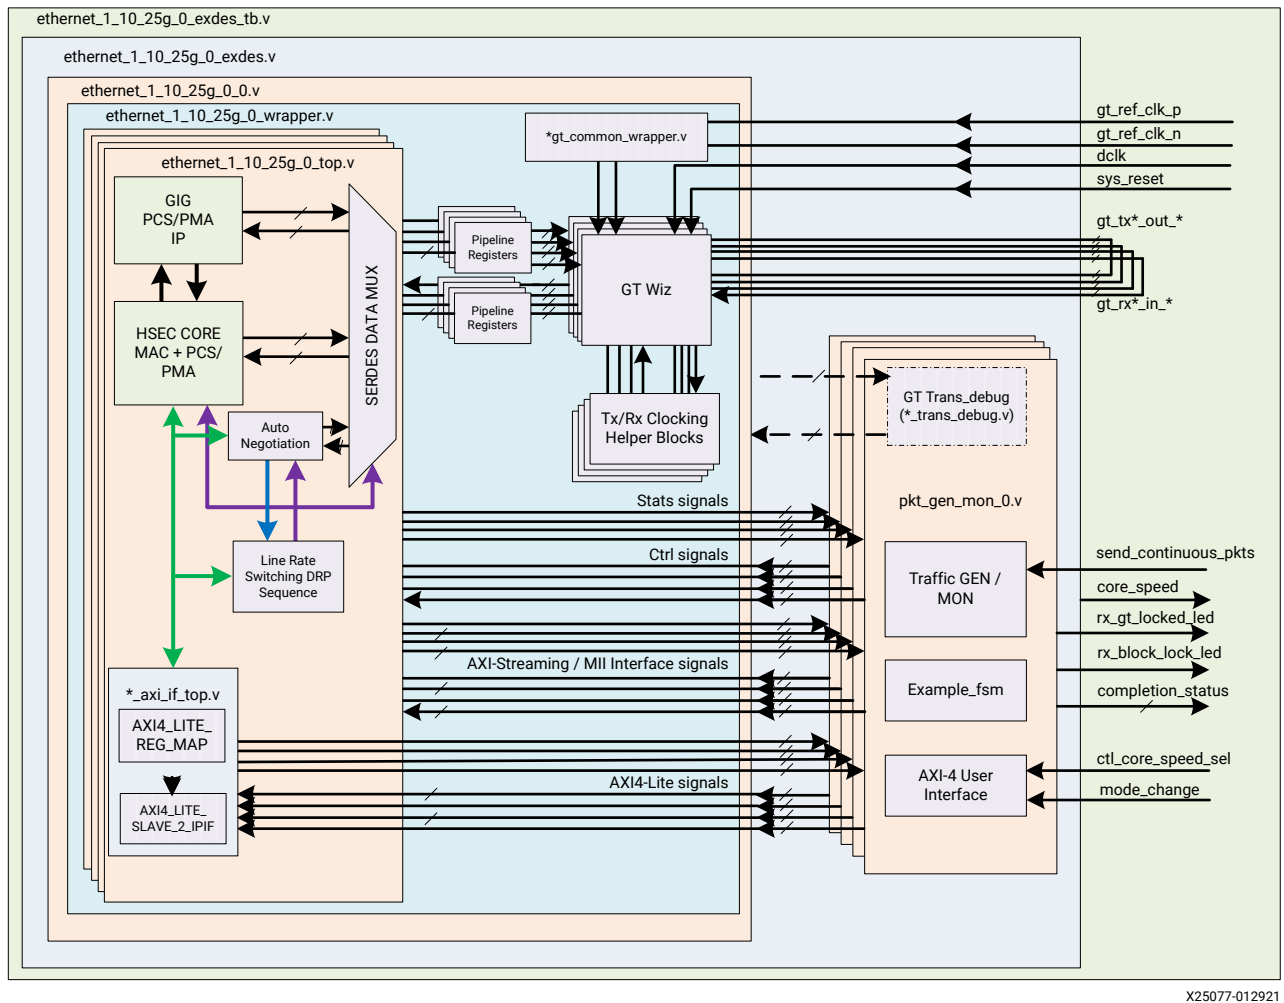 ethernet_1_10_25g_0_exdes_tb.v
ethernet_1_10_25g_0_exdes.v
ethernet_1_10_25g_0_0.v
ethernet_1_10_25g_0_wrapper.v
ethernet_1_10_25g_0_top.v
GIG
PCS/PMA
IP
HSEC CORE
MAC + PCS/
PMA
SERDES DATA MUX
Auto
Negotiation
Line Rate
Switching DRP
Sequence
*_axi_if_top.v
AXI4_LITE_
REG_MAP
AXI4_LITE_
SLAVE_2_IPIF
*gt_common_wrapper.v
Pipeline
Registers
Pipeline
Registers
GT Wiz
Tx/Rx Clocking
Helper Blocks
Stats signals
Ctrl signals
AXI-Streaming / MII Interface signals
AXI4-Lite signals
GT Trans_debug
(*_trans_debug.v)
pkt_gen_mon_0.v
Traffic GEN /
MON
Example_fsm
AXI-4 User
Interface
gt_ref_clk_p
gt_ref_clk_n
dclk
sys_reset
gt_tx*_out_*
gt_rx*_in_*
send_continuous_pkts
core_speed
rx_gt_locked_led
rx_block_lock_led
completion_status
ctl_core_speed_sel
mode_change
X25077-012921